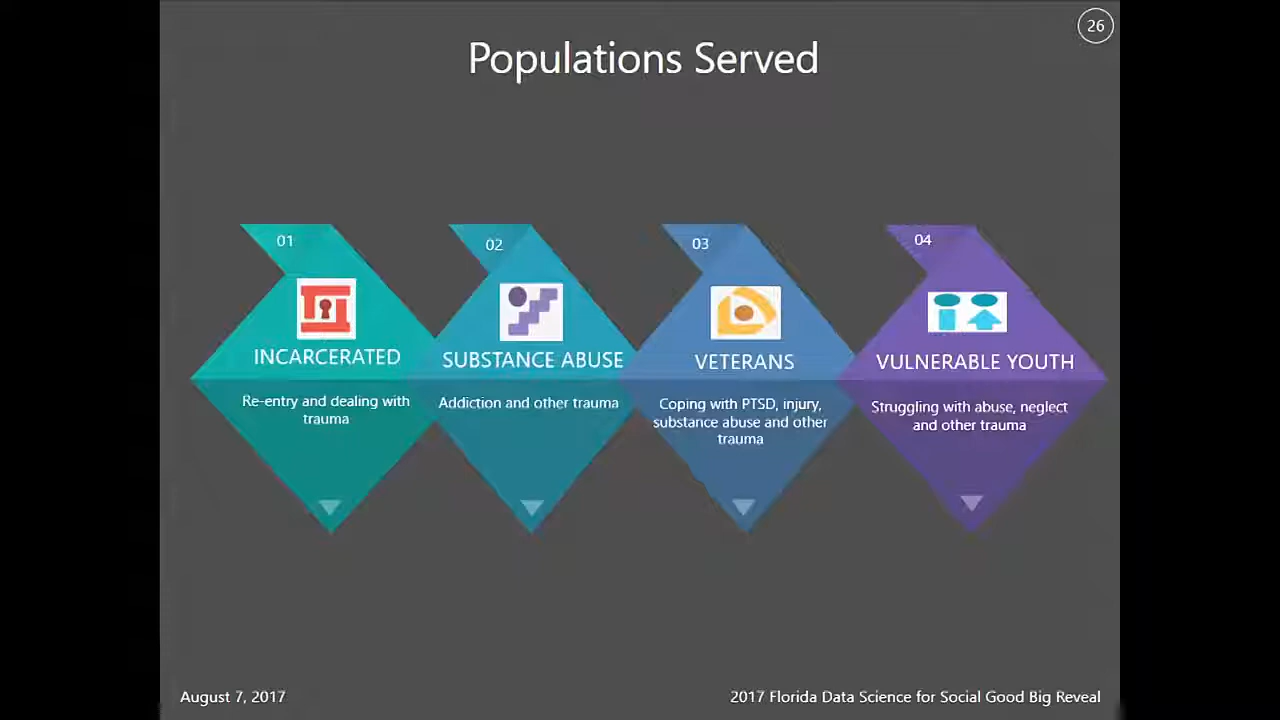 26
Populations Served
01
INCARCERATED
Re-entry and dealing with
trauma
02
SUBSTANCE ABUSE
Addiction and other trauma
03
VETERANS
Coping with PTSD, injury,
substance abuse and other
trauma
04
VULNERABLE YOUTH
Struggling with abuse, neglect
and other trauma
August 7, 2017
2017 Florida Data Science for Social Good Big Reveal